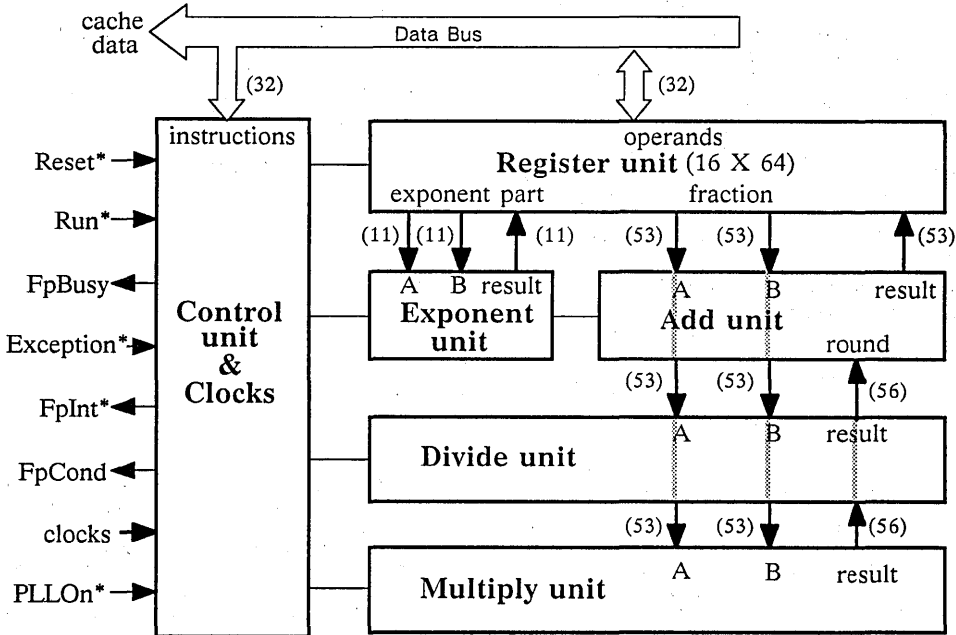 cache
data
Data Bus
(32)
(32)
instructions
operands
Register unit (16 X 64)
exponent part
fraction
Reset*
Run*
FpBusy
Exception*
FpInt*
FpCond
clocks
PLLOn*
Control
unit
&
Clocks
(11)
(11)
(11)
(53)
(53)
(53)
A
B
result
Exponent
unit
A
B
result
Add unit
round
(53)
(53)
(56)
A
B
result
Divide unit
(53)
(53)
(56)
A
B
result
Multiply unit